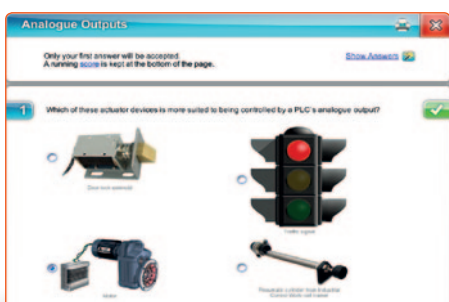 Analogue Outputs
Only your first answer will be accepted.
A running score is kept at the bottom of the page.
Show Answers
1
Which of these actuator devices is more suited to being controlled by a PLC's analogue output?
Door lock solenoid
Traffic signal
Motor